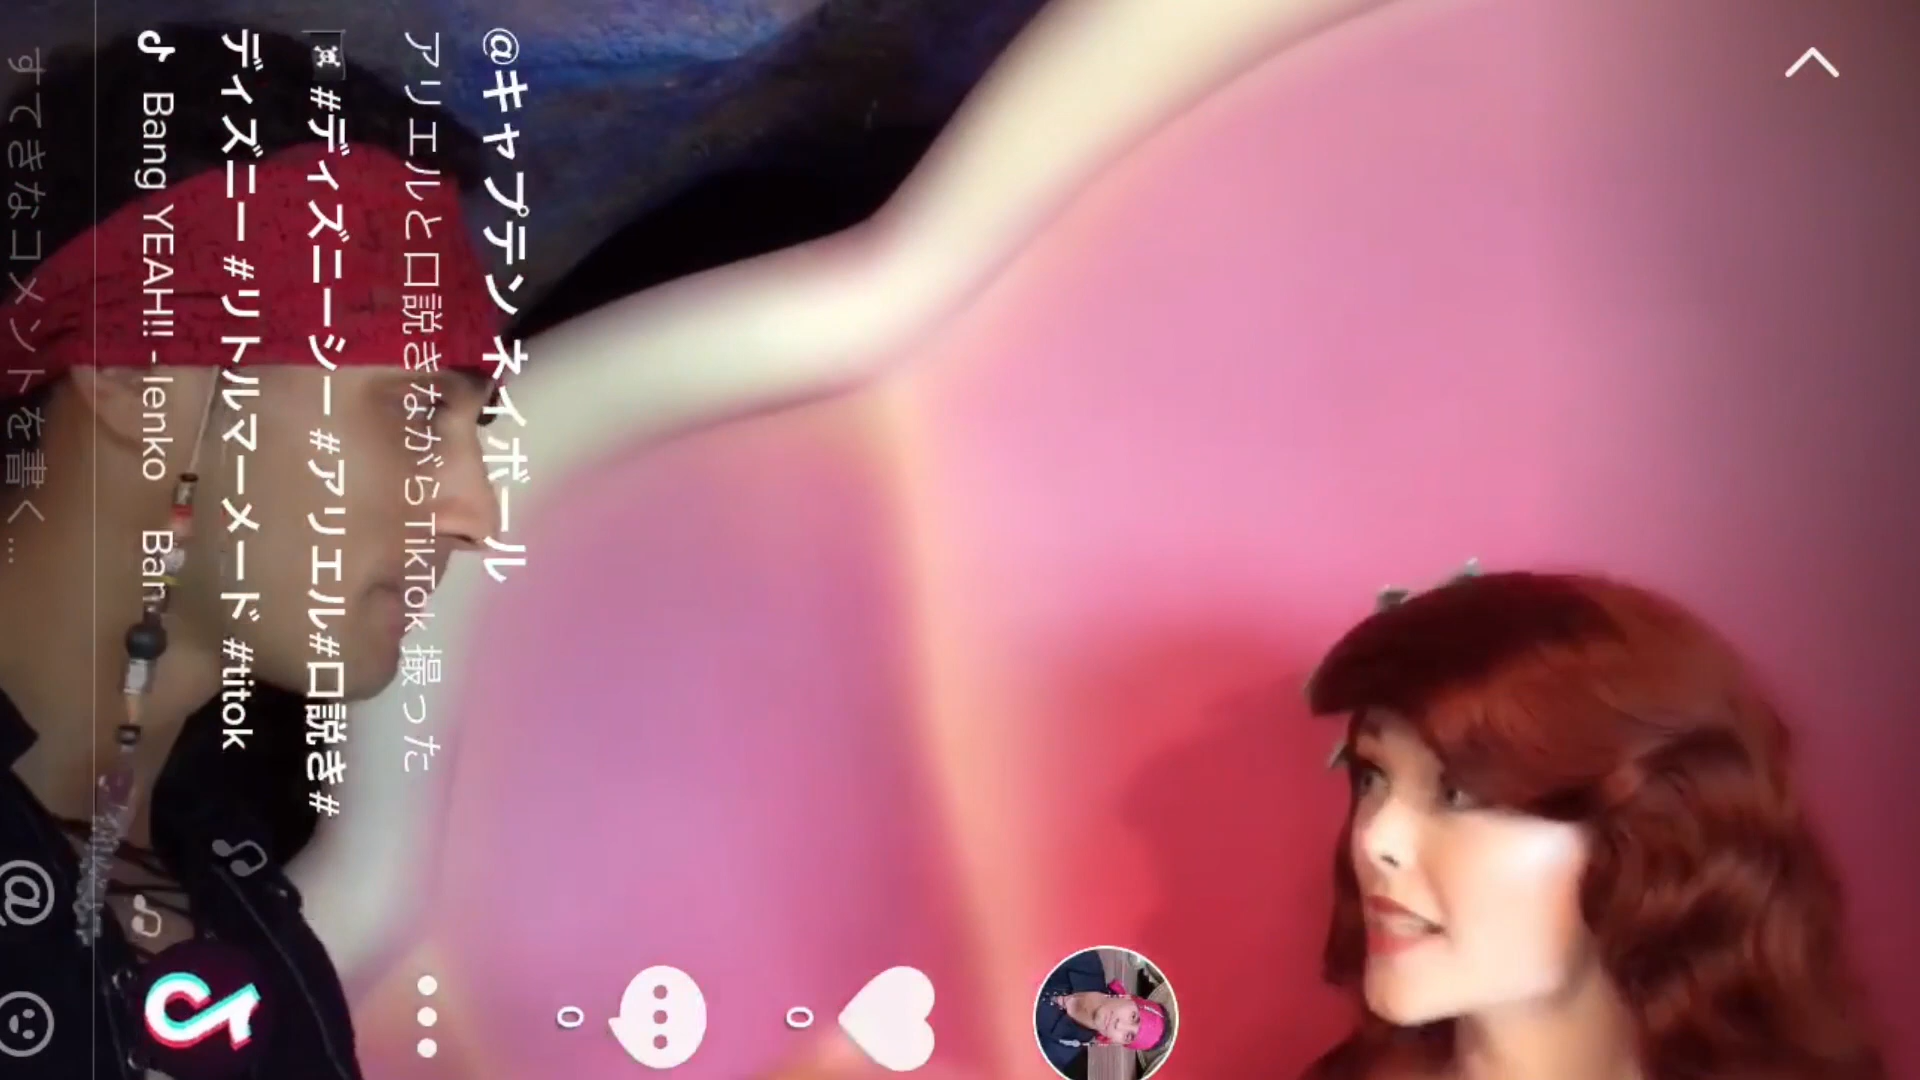 @キャプテン ネイボール
アリエルと口説きながらTikTok 撮った
☠ #ディズニーシー #アリエル#口説き#
ディズニー #リトルマーメード #titok
Bang YEAH!! - lenko Ban
すてきなコメントを書く...
@
0
0